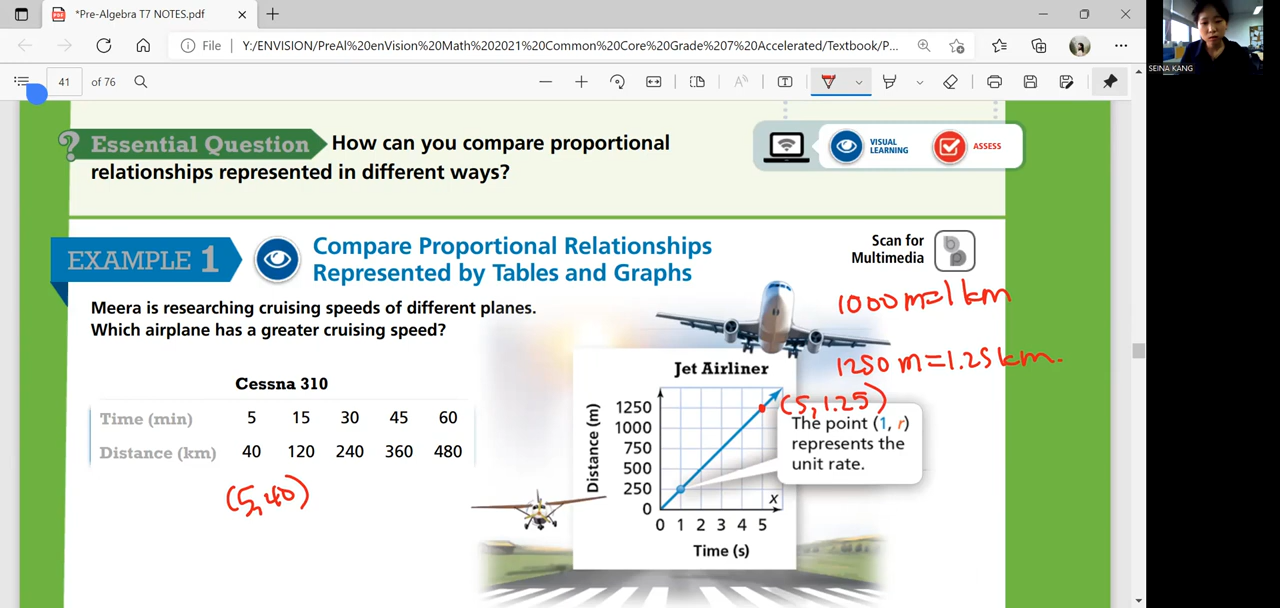 *Pre-Algebra T7 NOTES.pdf
File Y:/ENVISION/PreAl%20enVision%20Math%202021%20Common%20Core%20Grade%207%20Accelerated/Textbook/P...
41 of 76
SEINA KANG
? Essential Question How can you compare proportional
relationships represented in different ways?
VISUAL
LEARNING
ASSESS
EXAMPLE 1
Compare Proportional Relationships
Represented by Tables and Graphs
Scan for
Multimedia
Meera is researching cruising speeds of different planes.
Which airplane has a greater cruising speed?
1000 m=1 km
1250 m=1.25 km.
Cessna 310
Time (min) 5 15 30 45 60
Distance (km) 40 120 240 360 480
(5,40)
Jet Airliner
Distance (m)
1250
1000
750
500
250
0
x
0 1 2 3 4 5
Time (s)
(5,1.25)
The point (1, r)
represents the
unit rate.